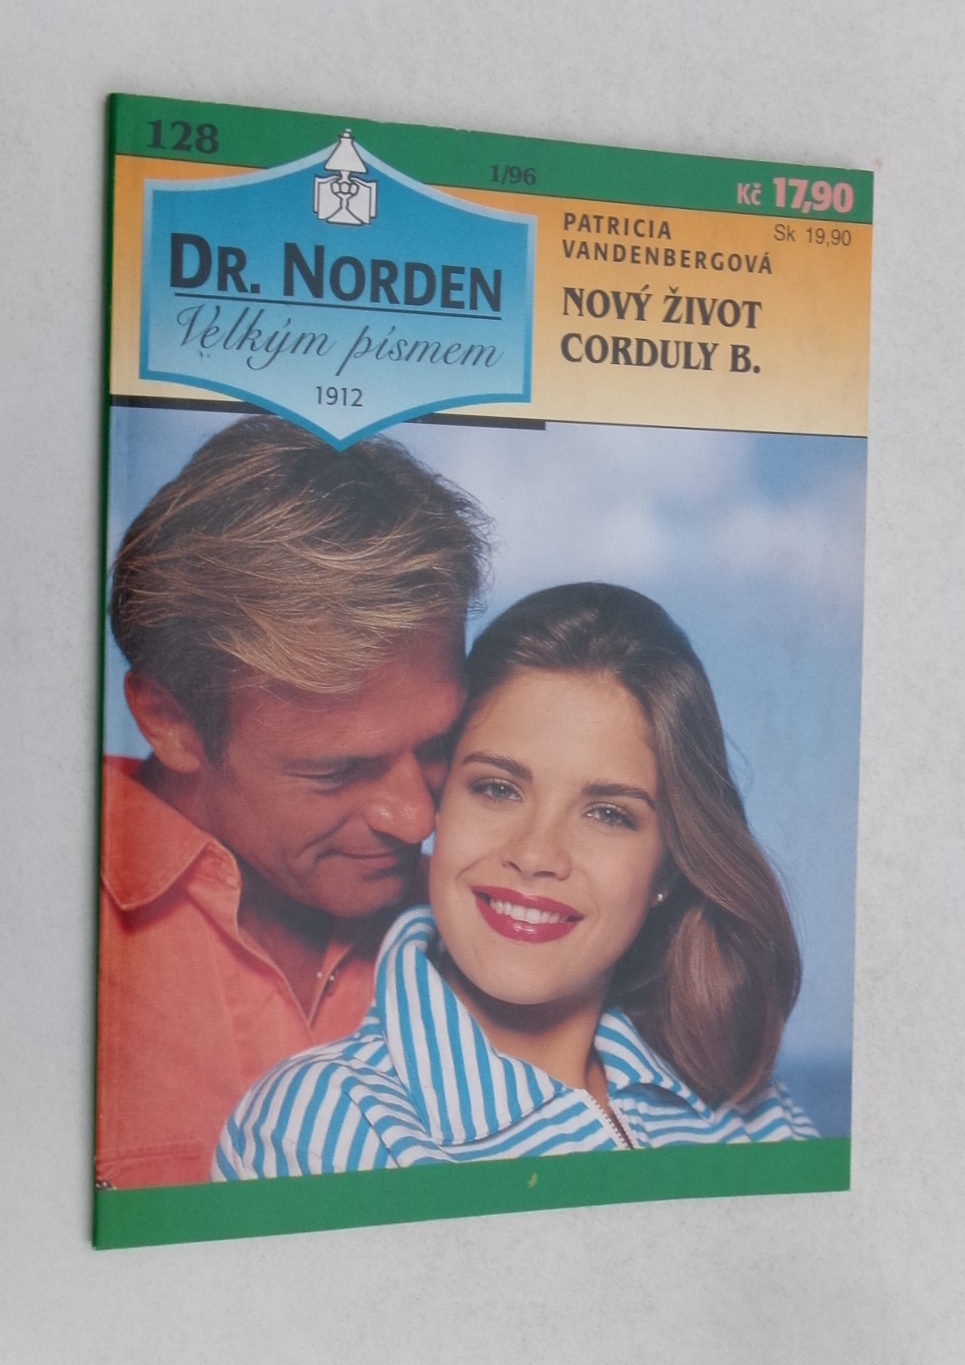 128
1/96
Kč 17,90
Sk 19,90
DR. NORDEN
Velkým písmem
1912
PATRICIA
VANDENBERGOVÁ
NOVÝ ŽIVOT
CORDULY B.